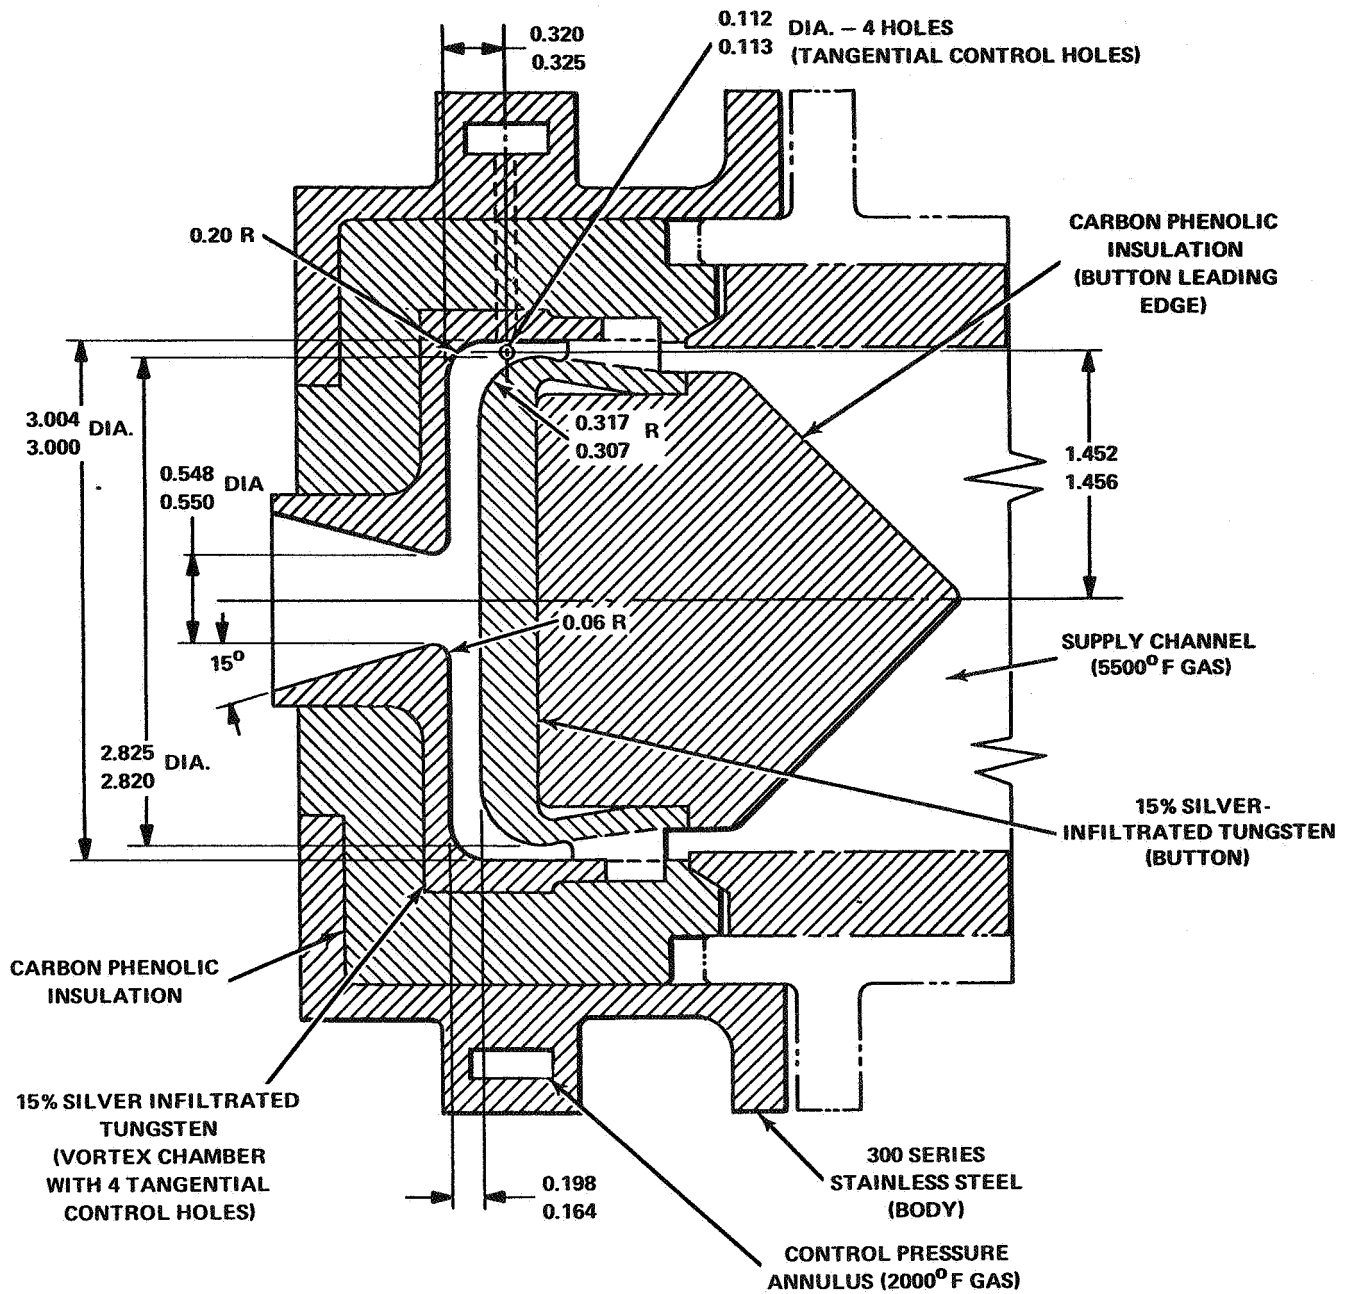 0.320
0.325
0.112
0.113
DIA. – 4 HOLES
(TANGENTIAL CONTROL HOLES)
0.20 R
CARBON PHENOLIC
INSULATION
(BUTTON LEADING
EDGE)
3.004
3.000
DIA.
0.548
0.550
DIA
0.317
0.307
R
1.452
1.456
0.06 R
15°
SUPPLY CHANNEL
(5500° F GAS)
2.825
2.820
DIA.
15% SILVER-
INFILTRATED TUNGSTEN
(BUTTON)
CARBON PHENOLIC
INSULATION
15% SILVER INFILTRATED
TUNGSTEN
(VORTEX CHAMBER
WITH 4 TANGENTIAL
CONTROL HOLES)
0.198
0.164
300 SERIES
STAINLESS STEEL
(BODY)
CONTROL PRESSURE
ANNULUS (2000° F GAS)